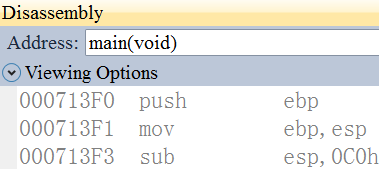 Disassembly
Address: main(void)
Viewing Options
000713F0 push ebp
000713F1 mov ebp,esp
000713F3 sub esp,0C0h